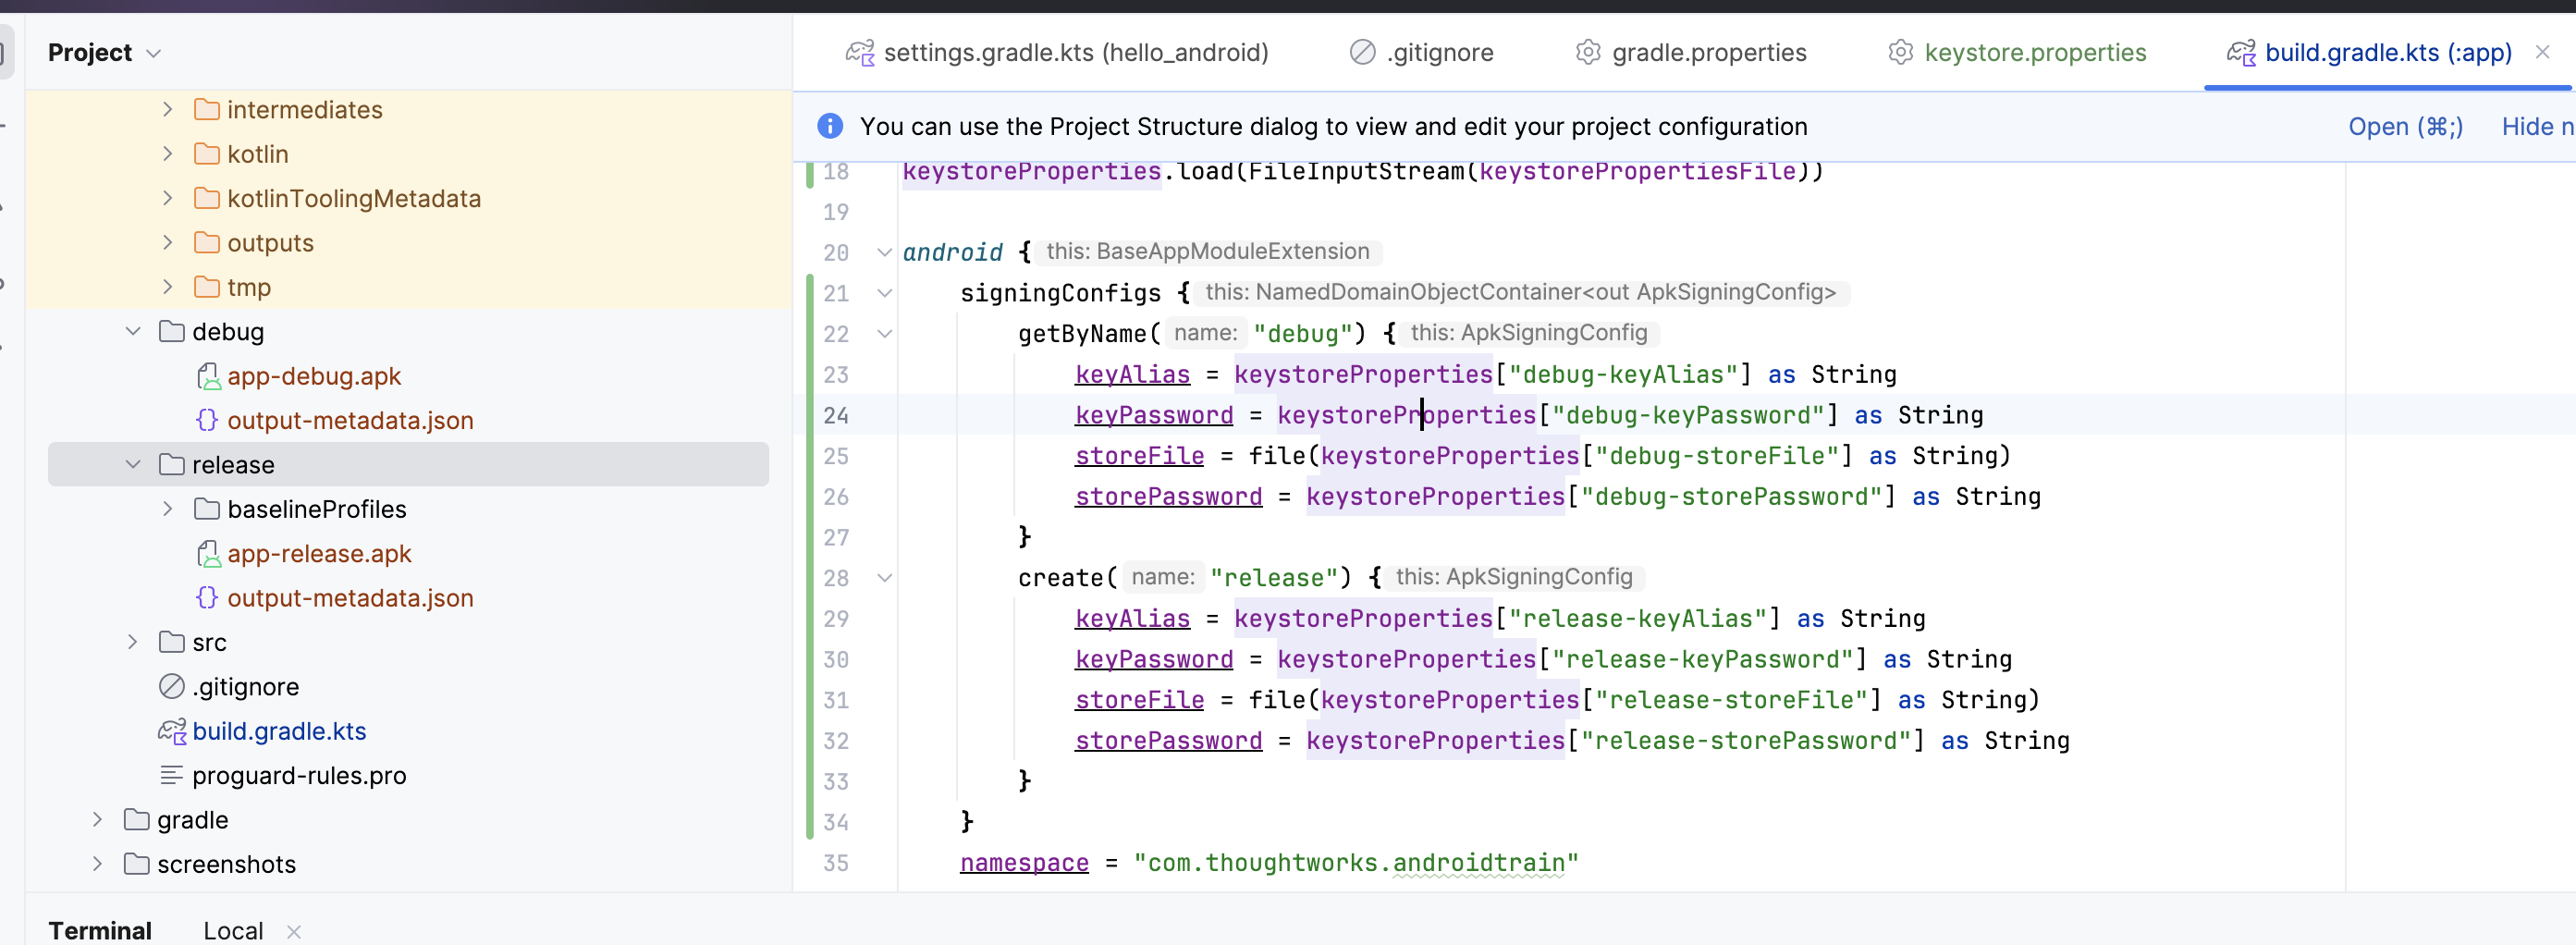 Project
settings.gradle.kts (hello_android)
.gitignore
gradle.properties
keystore.properties
build.gradle.kts (:app)
You can use the Project Structure dialog to view and edit your project configuration
Open (⌘;)
Hide n
intermediates
kotlin
kotlinToolingMetadata
outputs
tmp
debug
app-debug.apk
output-metadata.json
release
baselineProfiles
app-release.apk
output-metadata.json
src
.gitignore
build.gradle.kts
proguard-rules.pro
gradle
screenshots
18 keystoreProperties.load(FileInputStream(keystorePropertiesFile))
19
20 android { this: BaseAppModuleExtension
21 signingConfigs { this: NamedDomainObjectContainer<out ApkSigningConfig>
22 getByName( name: "debug") { this: ApkSigningConfig
23 keyAlias = keystoreProperties["debug-keyAlias"] as String
24 keyPassword = keystoreProperties["debug-keyPassword"] as String
25 storeFile = file(keystoreProperties["debug-storeFile"] as String)
26 storePassword = keystoreProperties["debug-storePassword"] as String
27 }
28 create( name: "release") { this: ApkSigningConfig
29 keyAlias = keystoreProperties["release-keyAlias"] as String
30 keyPassword = keystoreProperties["release-keyPassword"] as String
31 storeFile = file(keystoreProperties["release-storeFile"] as String)
32 storePassword = keystoreProperties["release-storePassword"] as String
33 }
34 }
35 namespace = "com.thoughtworks.androidtrain"
Terminal
Local